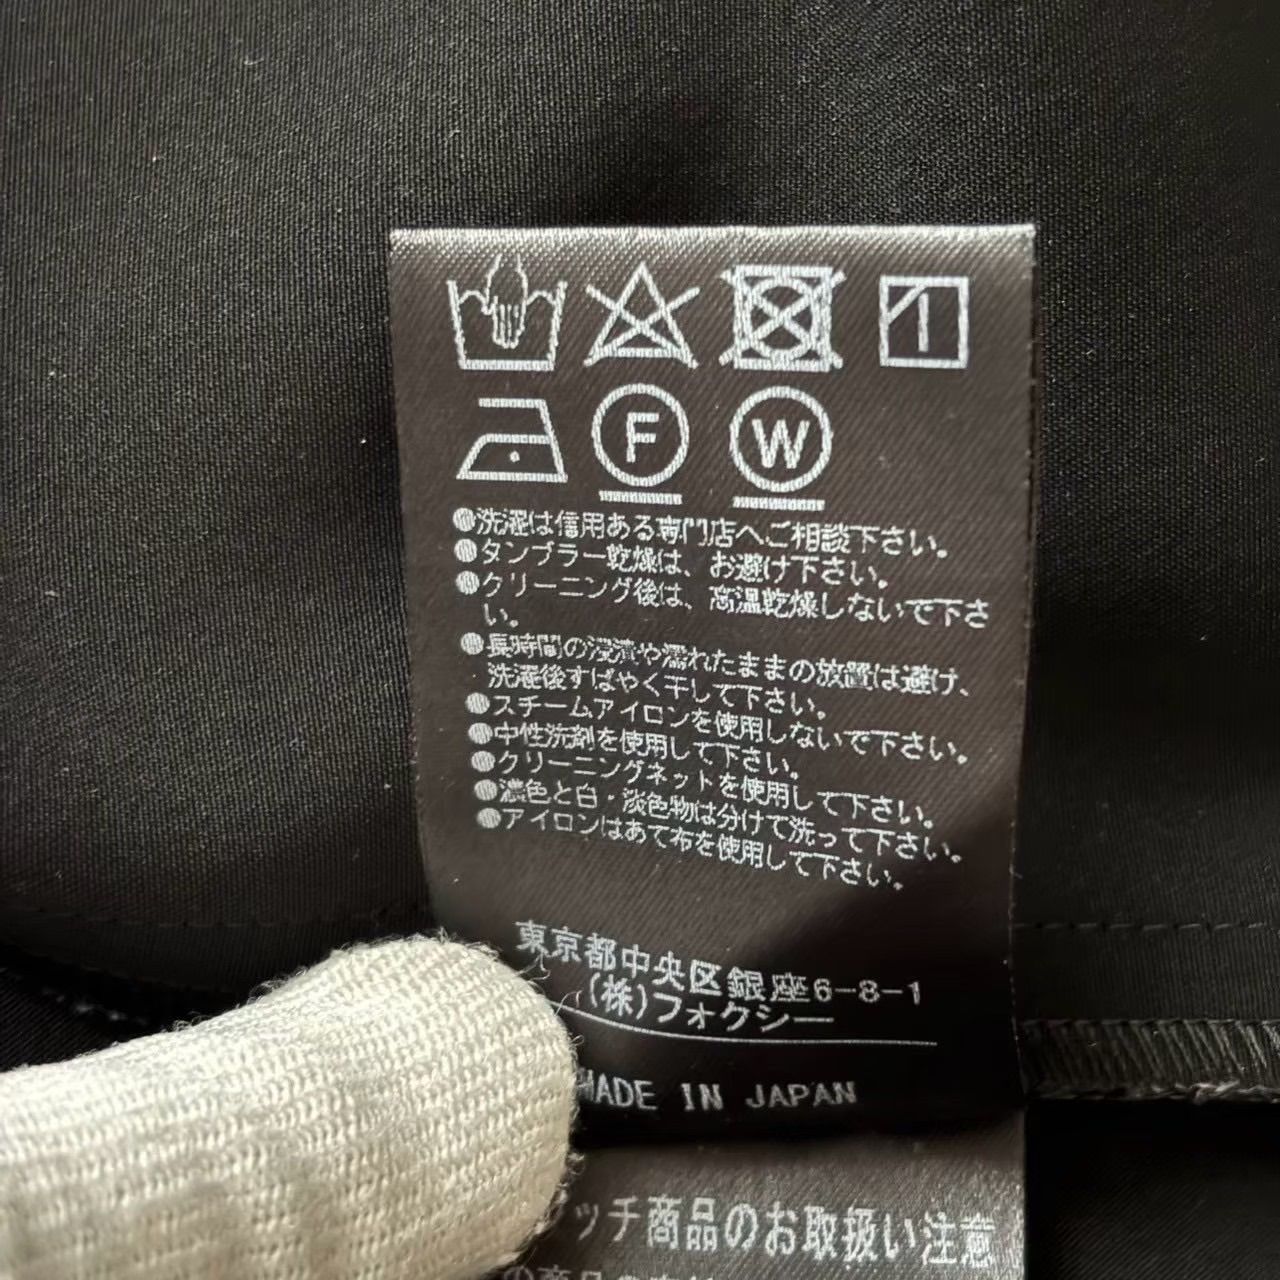 F W
●洗濯は信用ある専門店へご相談下さい。
●タンブラー乾燥は、お避け下さい。
●クリーニング後は、高温乾燥しないで下さ
い。
●長時間の浸漬や濡れたままの放置は避け、
洗濯後すばやく干して下さい。
●スチームアイロンを使用しないで下さい。
●中性洗剤を使用して下さい。
●クリーニングネットを使用して下さい。
●濃色と白・淡色物は分けて洗って下さい。
●アイロンはあて布を使用して下さい。
東京都中央区銀座6-8-1
(株)フォクシー
MADE IN JAPAN
ッチ商品のお取扱い注意